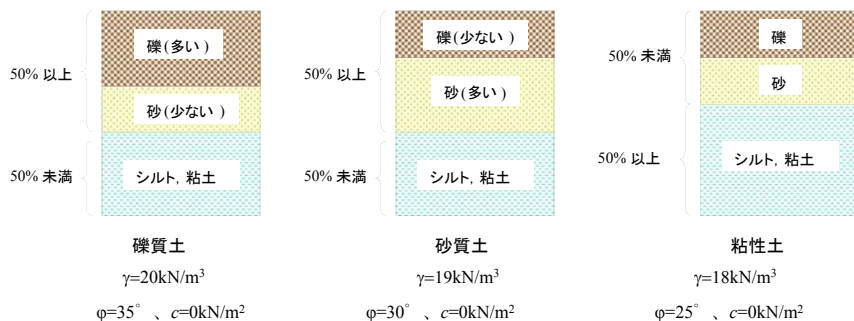 50% 以上
礫(多い)
砂(少ない)
50% 未満
シルト, 粘土
礫質土
γ=20kN/m³
φ=35°、c=0kN/m²
50% 以上
礫(少ない)
砂(多い)
50% 未満
シルト, 粘土
砂質土
γ=19kN/m³
φ=30°、c=0kN/m²
50% 未満
礫
砂
50% 以上
シルト, 粘土
粘性土
γ=18kN/m³
φ=25°、c=0kN/m²